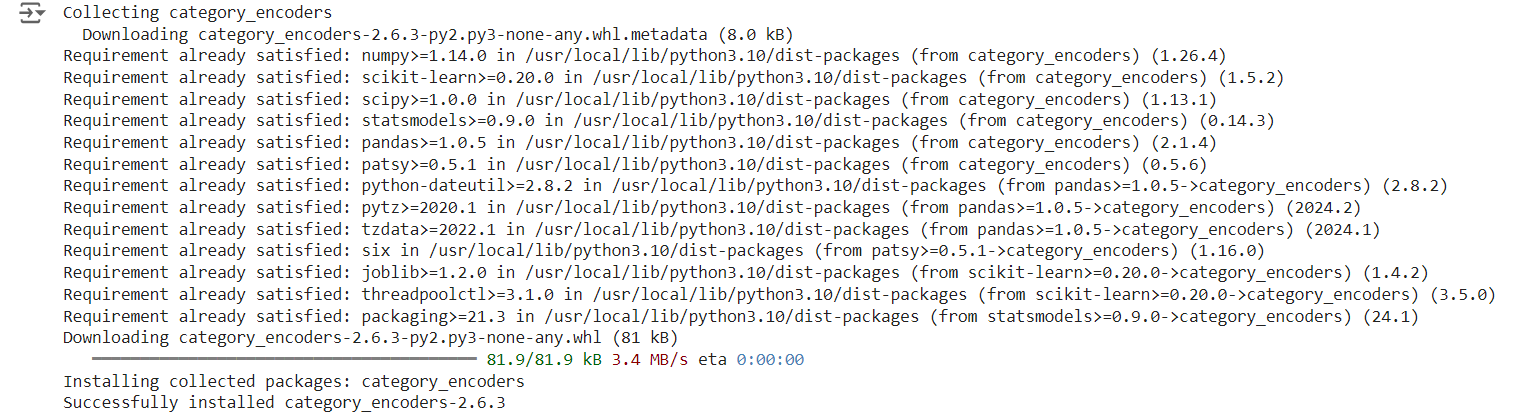 Collecting category_encoders
  Downloading category_encoders-2.6.3-py2.py3-none-any.whl.metadata (8.0 kB)
Requirement already satisfied: numpy>=1.14.0 in /usr/local/lib/python3.10/dist-packages (from category_encoders) (1.26.4)
Requirement already satisfied: scikit-learn>=0.20.0 in /usr/local/lib/python3.10/dist-packages (from category_encoders) (1.5.2)
Requirement already satisfied: scipy>=1.0.0 in /usr/local/lib/python3.10/dist-packages (from category_encoders) (1.13.1)
Requirement already satisfied: statsmodels>=0.9.0 in /usr/local/lib/python3.10/dist-packages (from category_encoders) (0.14.3)
Requirement already satisfied: pandas>=1.0.5 in /usr/local/lib/python3.10/dist-packages (from category_encoders) (2.1.4)
Requirement already satisfied: patsy>=0.5.1 in /usr/local/lib/python3.10/dist-packages (from category_encoders) (0.5.6)
Requirement already satisfied: python-dateutil>=2.8.2 in /usr/local/lib/python3.10/dist-packages (from pandas>=1.0.5->category_encoders) (2.8.2)
Requirement already satisfied: pytz>=2020.1 in /usr/local/lib/python3.10/dist-packages (from pandas>=1.0.5->category_encoders) (2024.2)
Requirement already satisfied: tzdata>=2022.1 in /usr/local/lib/python3.10/dist-packages (from pandas>=1.0.5->category_encoders) (2024.1)
Requirement already satisfied: six in /usr/local/lib/python3.10/dist-packages (from patsy>=0.5.1->category_encoders) (1.16.0)
Requirement already satisfied: joblib>=1.2.0 in /usr/local/lib/python3.10/dist-packages (from scikit-learn>=0.20.0->category_encoders) (1.4.2)
Requirement already satisfied: threadpoolctl>=3.1.0 in /usr/local/lib/python3.10/dist-packages (from scikit-learn>=0.20.0->category_encoders) (3.5.0)
Requirement already satisfied: packaging>=21.3 in /usr/local/lib/python3.10/dist-packages (from statsmodels>=0.9.0->category_encoders) (24.1)
Downloading category_encoders-2.6.3-py2.py3-none-any.whl (81 kB)
81.9/81.9 kB 3.4 MB/s eta 0:00:00
Installing collected packages: category_encoders
Successfully installed category_encoders-2.6.3